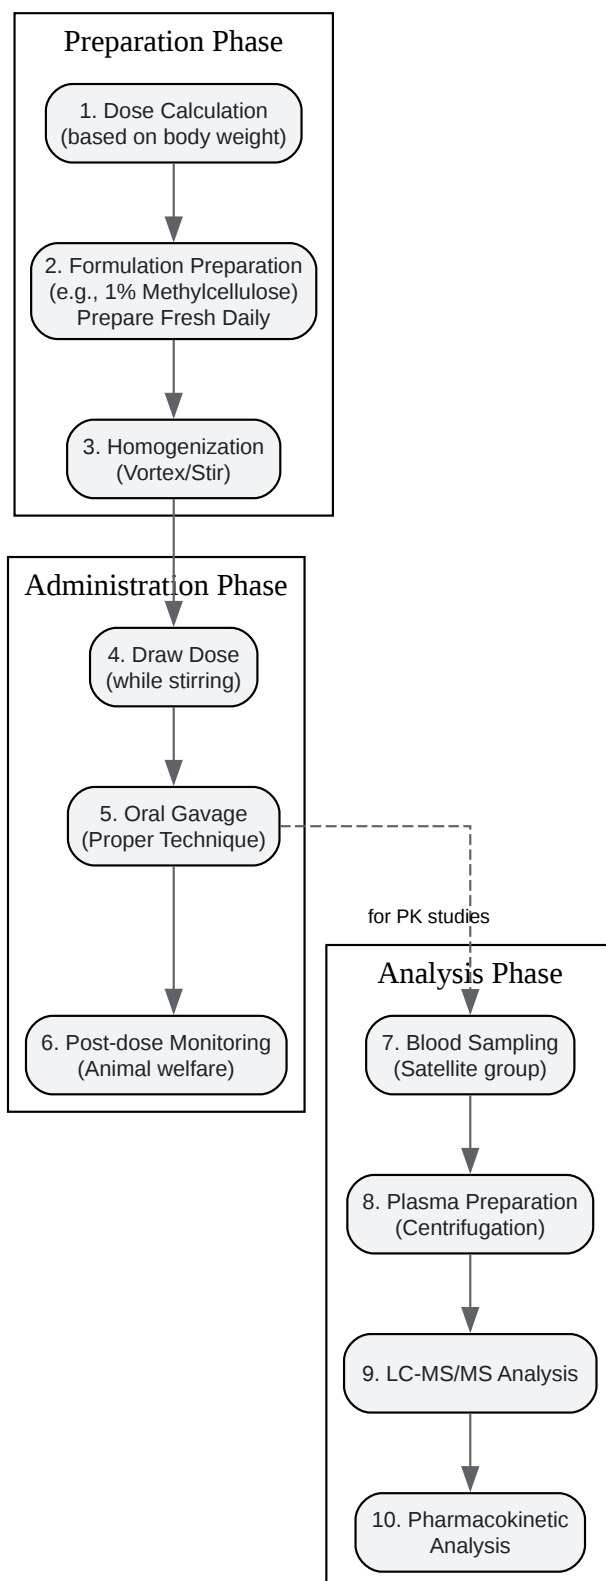 Preparation Phase
1. Dose Calculation
(based on body weight)
2. Formulation Preparation
(e.g., 1% Methylcellulose)
Prepare Fresh Daily
3. Homogenization
(Vortex/Stir)
Administration Phase
4. Draw Dose
(while stirring)
5. Oral Gavage
(Proper Technique)
for PK studies
6. Post-dose Monitoring
(Animal welfare)
Analysis Phase
7. Blood Sampling
(Satellite group)
8. Plasma Preparation
(Centrifugation)
9. LC-MS/MS Analysis
10. Pharmacokinetic
Analysis